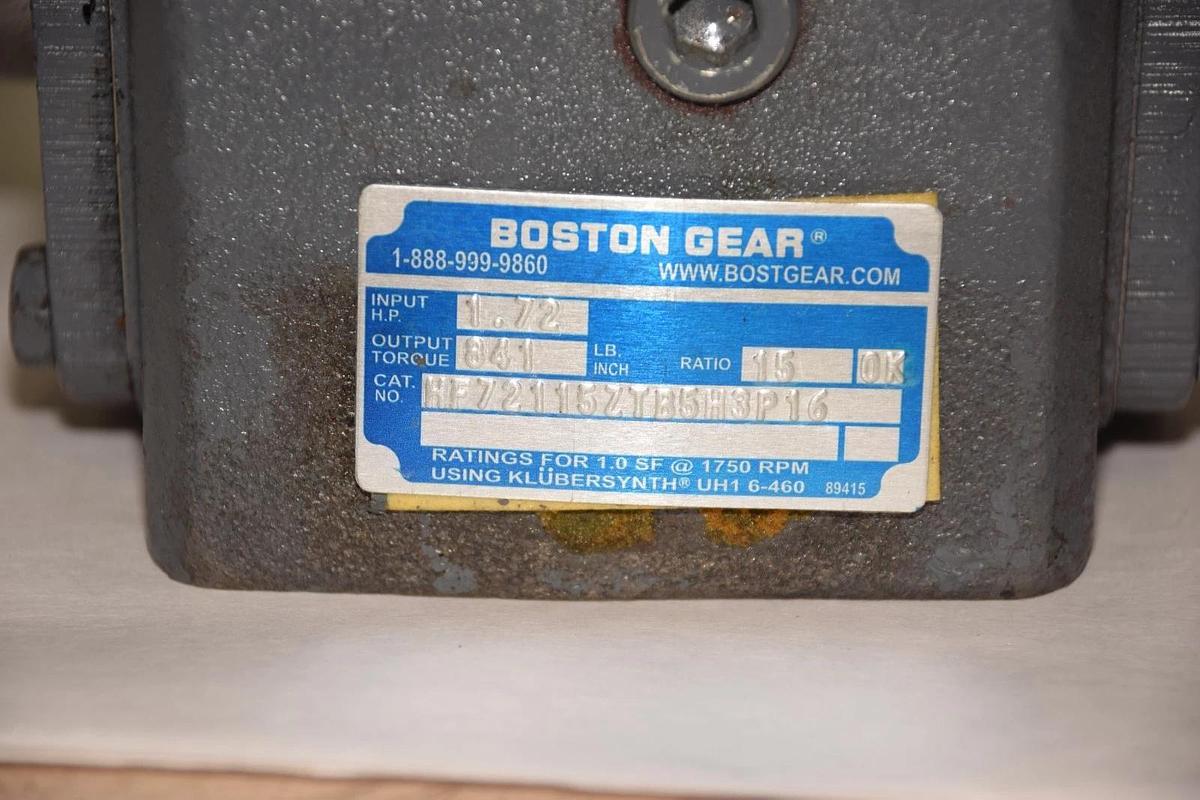 BOSTON GEAR®
1-888-999-9860 WWW.BOSTGEAR.COM
INPUT H.P. 1.72
OUTPUT TORQUE 841 LB. INCH RATIO 15 OK
CAT. NO. HF72115ZTB5H3P16
RATINGS FOR 1.0 SF @ 1750 RPM
USING KLÜBERSYNTH® UH1 6-460 89415